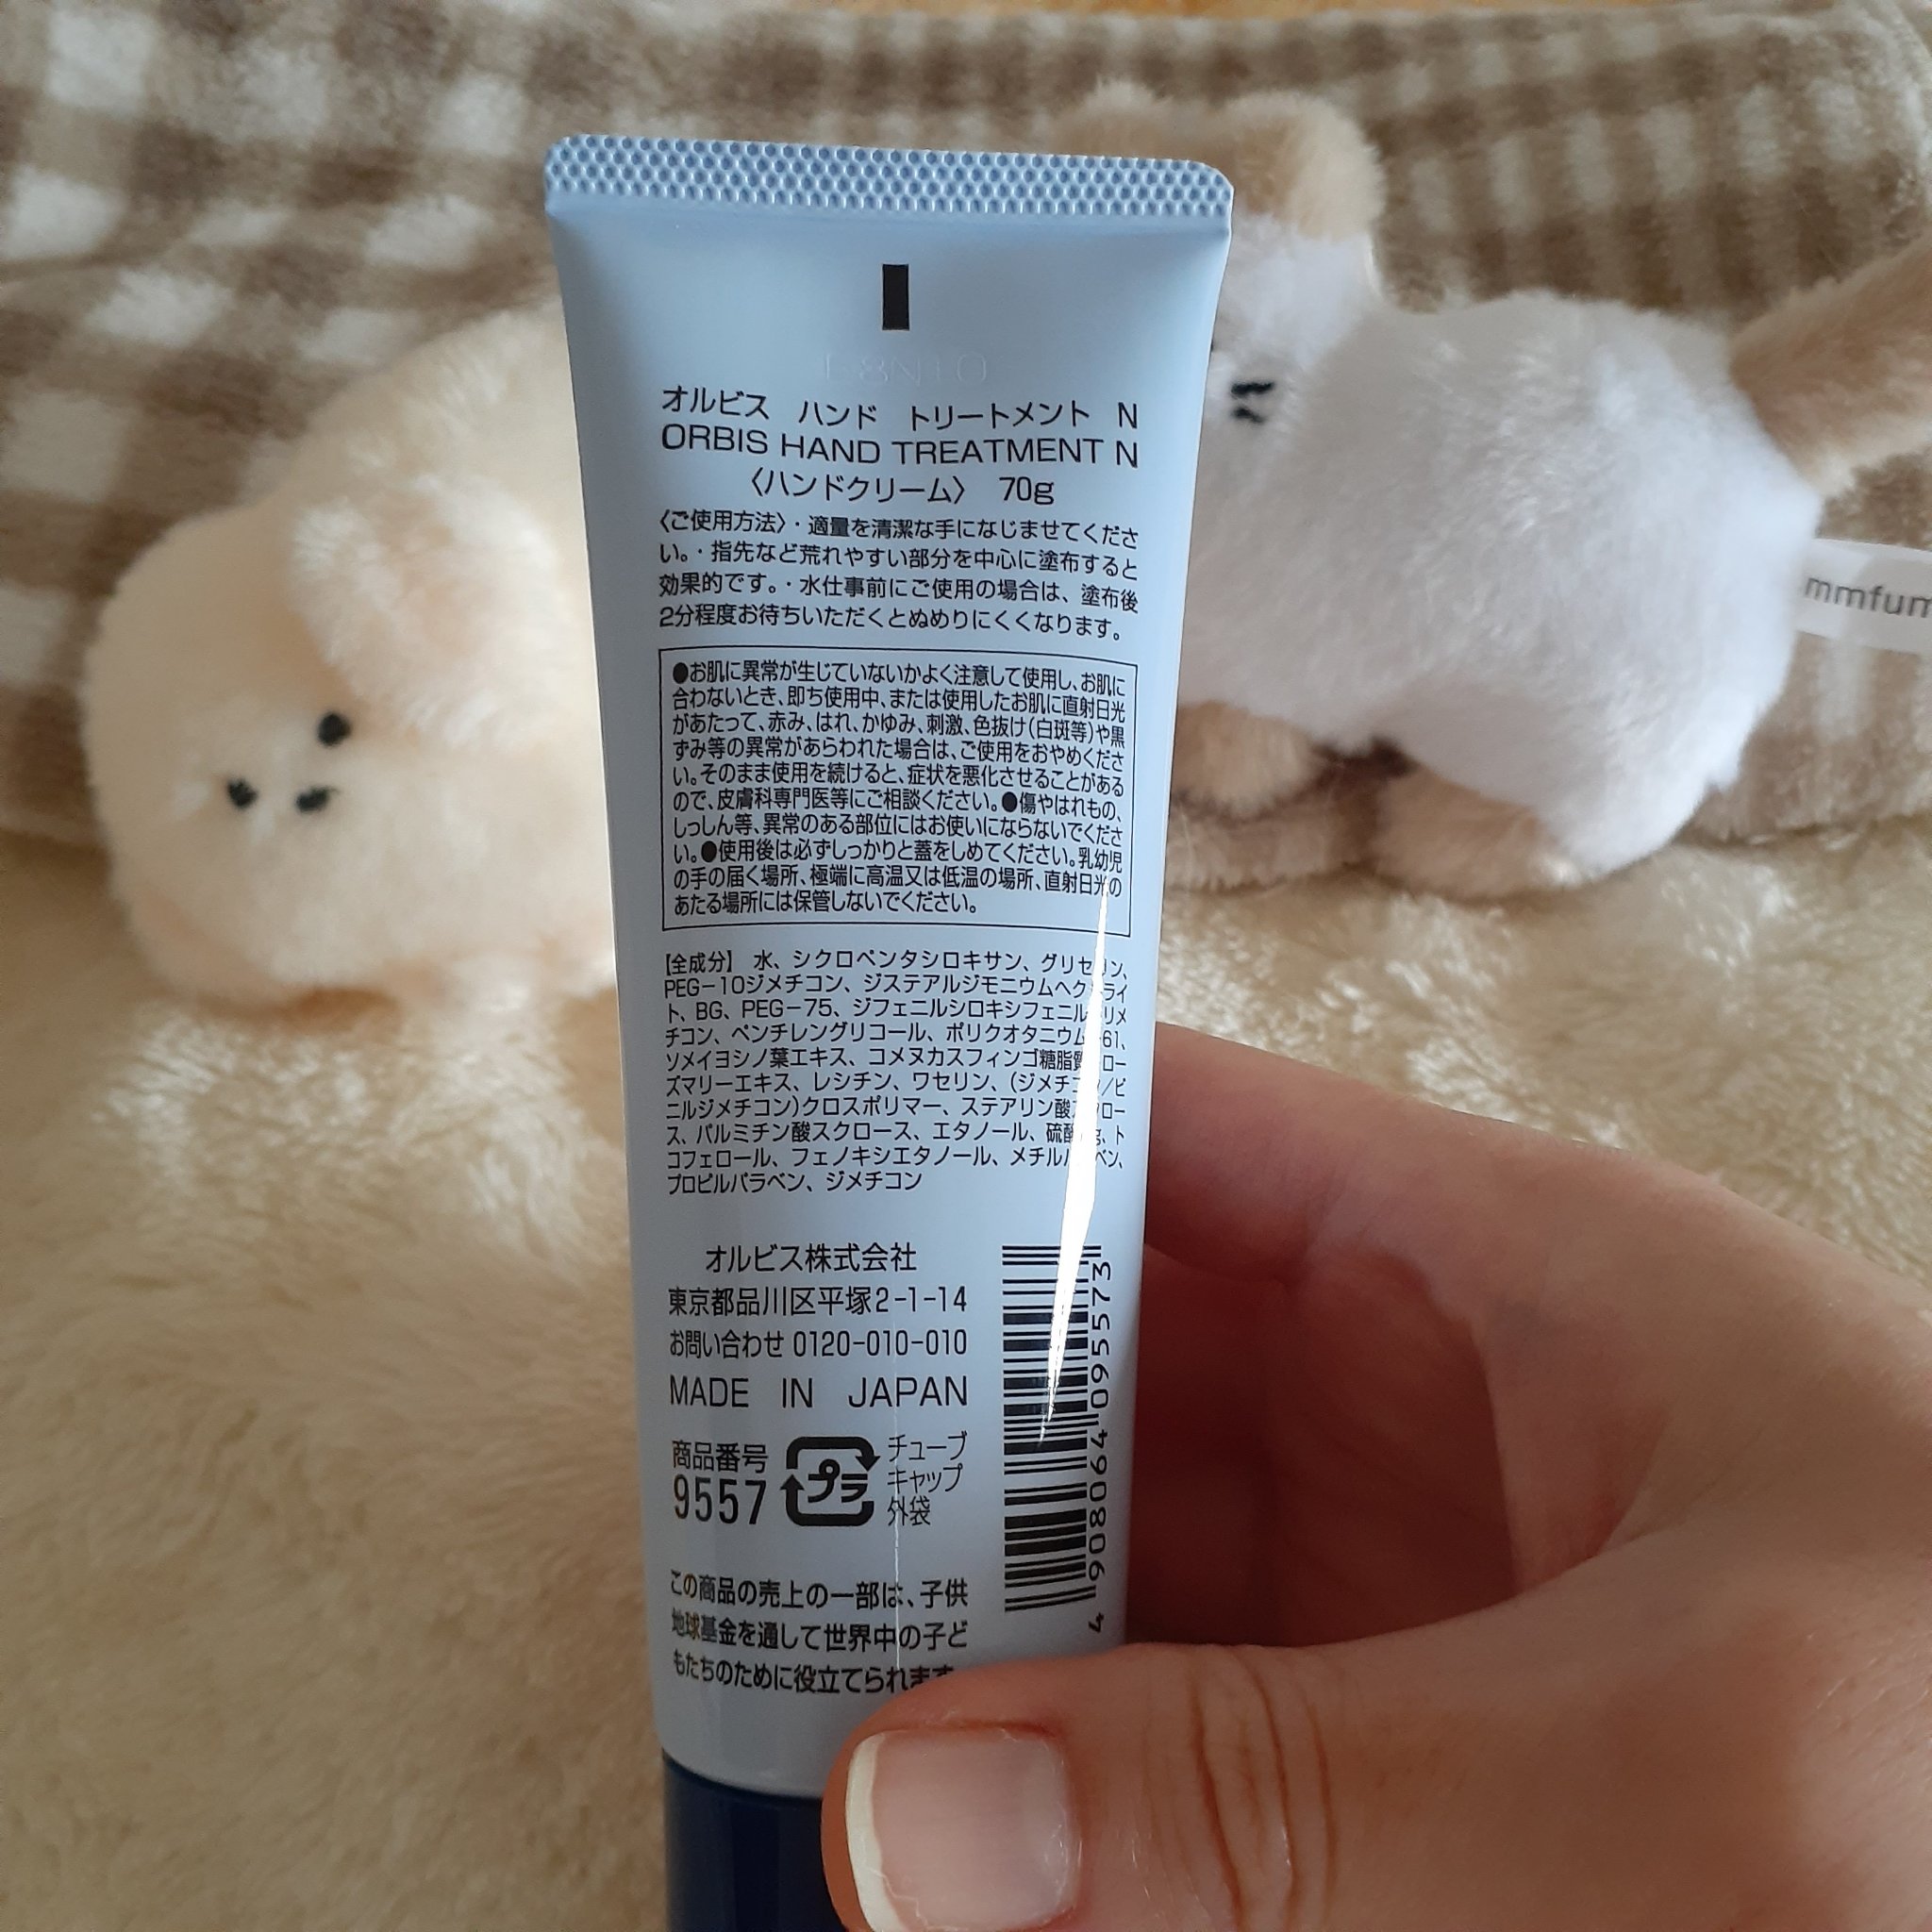 オルビス ハンド トリートメント N
ORBIS HAND TREATMENT N
〈ハンドクリーム〉 70g
〈ご使用方法〉・適量を清潔な手になじませてくださ
い。・指先など荒れやすい部分を中心に塗布すると
効果的です。・水仕事前にご使用の場合は、塗布後
2分程度お待ちいただくとぬめりにくくなります。
●お肌に異常が生じていないかよく注意して使用し、お肌に
合わないとき、即ち使用中、または使用したお肌に直射日光
があたって、赤み、はれ、かゆみ、刺激、色抜け(白斑等)や黒
ずみ等の異常があらわれた場合は、ご使用をおやめくださ
い。そのまま使用を続けると、症状を悪化させることがある
ので、皮膚科専門医等にご相談ください。●傷やはれもの、
しっしん等、異常のある部位にはお使いにならないでくださ
い。●使用後は必ずしっかりと蓋をしめてください。乳幼児
の手の届く場所、極端に高温又は低温の場所、直射日光の
あたる場所には保管しないでください。
【全成分】 水、シクロペンタシロキサン、グリセリン、
PEG-10ジメチコン、ジステアルジモニウムヘクトライ
ト、BG、PEG-75、ジフェニルシロキシフェニルトリメ
チコン、ペンチレングリコール、ポリクオタニウム-61、
ソメイヨシノ葉エキス、コメヌカスフィンゴ糖脂質、ロー
ズマリーエキス、レシチン、ワセリン、(ジメチコン/ビ
ニルジメチコン)クロスポリマー、ステアリン酸スクロー
ス、パルミチン酸スクロース、エタノール、硫酸Mg、ト
コフェロール、フェノキシエタノール、メチルパラベン、
プロピルパラベン、ジメチコン
オルビス株式会社
東京都品川区平塚2-1-14
お問い合わせ 0120-010-010
MADE IN JAPAN
商品番号
9557
プラ
チューブ
キャップ
外袋
4 908064 095573
この商品の売上の一部は、子供
地球基金を通して世界中の子ど
もたちのために役立てられます